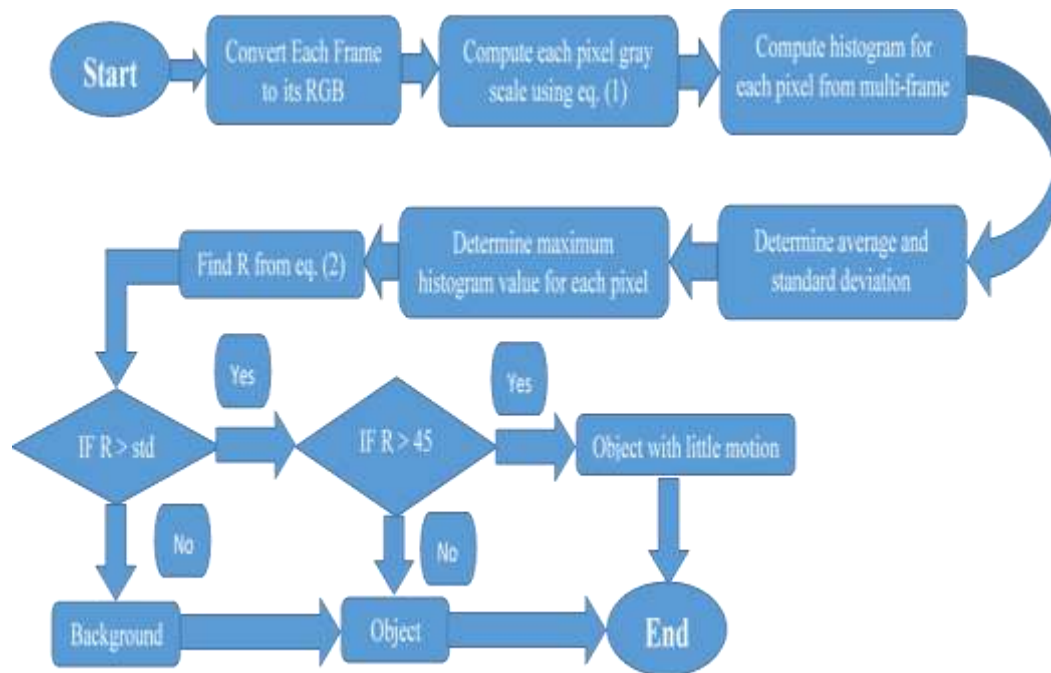 Start
Convert Each Frame
to its RGB
Compute each pixel gray
scale using eq. (1)
Compute histogram for
each pixel from multi-frame
Determine average and
standard deviation
Determine maximum
histogram value for each pixel
Find R from eq. (2)
IF R > std
Yes
IF R > 45
Yes
Object with little motion
No
No
Background
Object
End